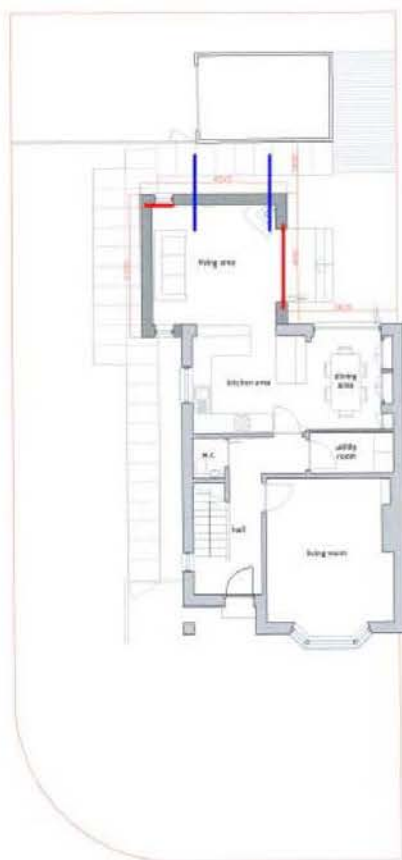 living area
kitchen area
dining
area
utility
room
w.c
hall
living room